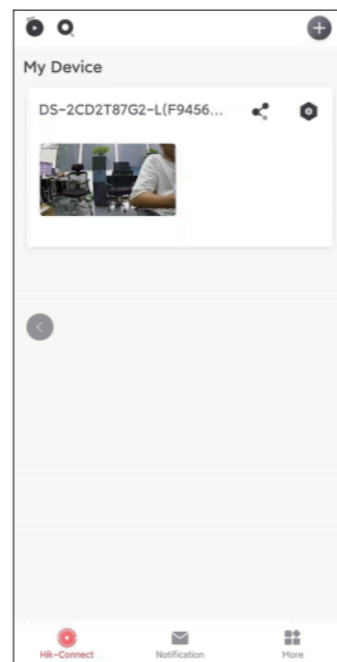 My Device
DS-2CD2T87G2-L(F9456...
Hik-Connect
Notification
More